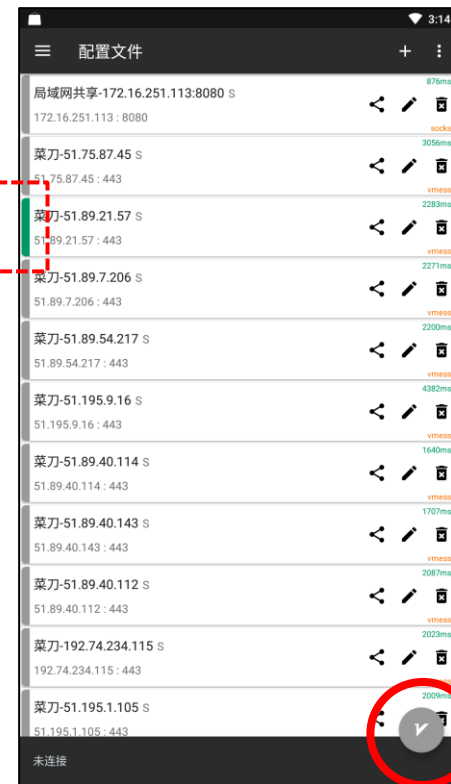 3:14
配置文件
局域网共享-172.16.251.113:8080 S
876ms
172.16.251.113 : 8080
socks
菜刀-51.75.87.45 S
3056ms
51.75.87.45 : 443
vmess
菜刀-51.89.21.57 S
2283ms
51.89.21.57 : 443
vmess
菜刀-51.89.7.206 S
2271ms
51.89.7.206 : 443
vmess
菜刀-51.89.54.217 S
2200ms
51.89.54.217 : 443
vmess
菜刀-51.195.9.16 S
4382ms
51.195.9.16 : 443
vmess
菜刀-51.89.40.114 S
1640ms
51.89.40.114 : 443
vmess
菜刀-51.89.40.143 S
1707ms
51.89.40.143 : 443
vmess
菜刀-51.89.40.112 S
2087ms
51.89.40.112 : 443
vmess
菜刀-192.74.234.115 S
2023ms
192.74.234.115 : 443
菜刀-51.195.1.105 S
2009ms
51.195.1.105 : 443
V
未连接